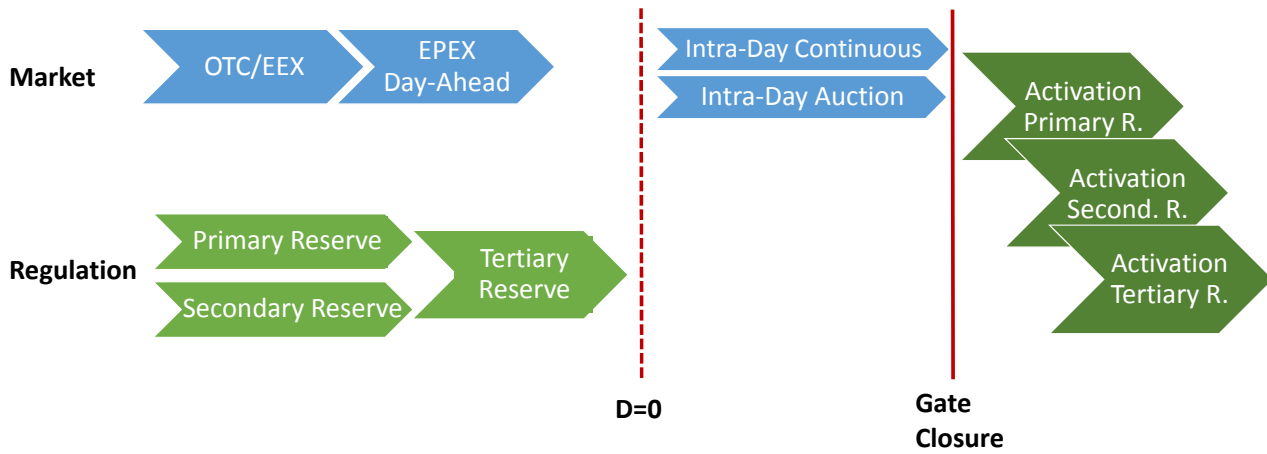 Market
OTC/EEX
EPEX
Day-Ahead
Intra-Day Continuous
Intra-Day Auction
Activation
Primary R.
Activation
Second. R.
Activation
Tertiary R.
Regulation
Primary Reserve
Secondary Reserve
Tertiary
Reserve
D=0
Gate
Closure